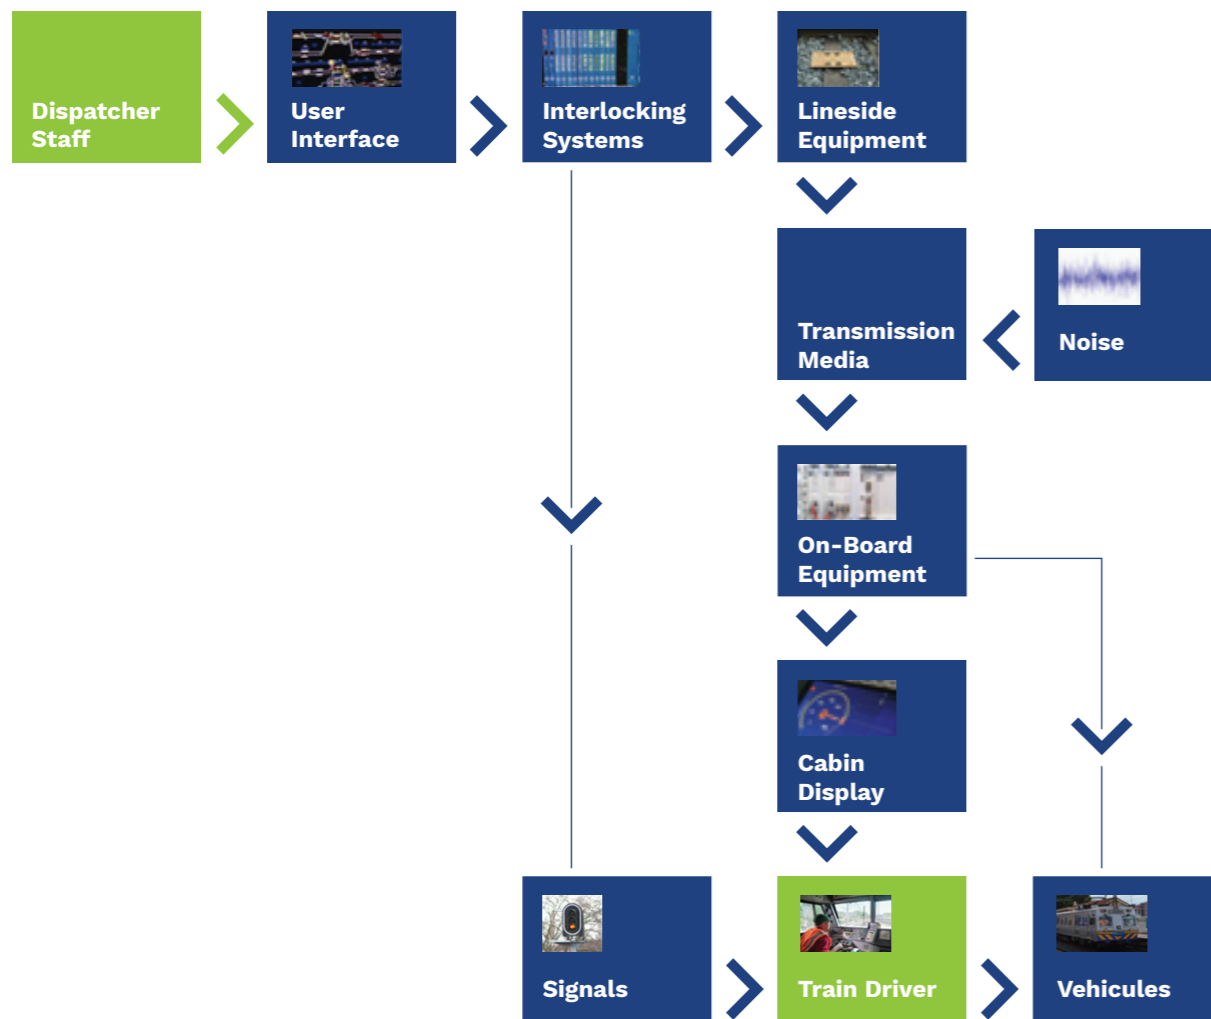 Dispatcher
Staff
User
Interface
Interlocking
Systems
Lineside
Equipment
Transmission
Media
Noise
On-Board
Equipment
Cabin
Display
Signals
Train Driver
Vehicules